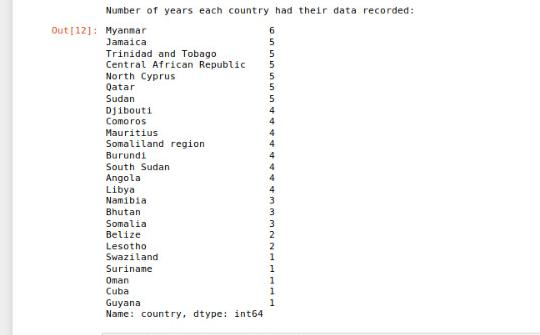 Number of years each country had their data recorded:
Out[12]: Myanmar 6
Jamaica 5
Trinidad and Tobago 5
Central African Republic 5
North Cyprus 5
Qatar 5
Sudan 5
Djibouti 4
Comoros 4
Mauritius 4
Somaliland region 4
Burundi 4
South Sudan 4
Angola 4
Libya 4
Namibia 3
Bhutan 3
Somalia 3
Belize 2
Lesotho 2
Swaziland 1
Suriname 1
Oman 1
Cuba 1
Guyana 1
Name: country, dtype: int64